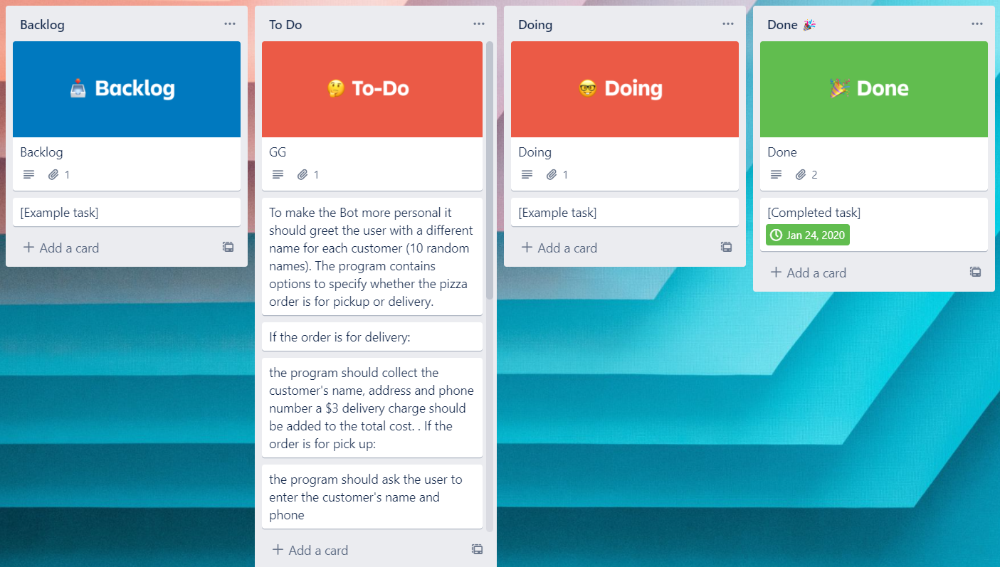 Backlog
Backlog
Backlog
1
[Example task]
Add a card
To Do
To-Do
GG
1
To make the Bot more personal it
should greet the user with a different
name for each customer (10 random
names). The program contains
options to specify whether the pizza
order is for pickup or delivery.
If the order is for delivery:
the program should collect the
customer's name, address and phone
number a $3 delivery charge should
be added to the total cost. . If the
order is for pick up:
the program should ask the user to
enter the customer's name and
phone
Add a card
Doing
Doing
Doing
1
[Example task]
Add a card
Done 🎉
Done
Done
2
[Completed task]
Jan 24, 2020
Add a card